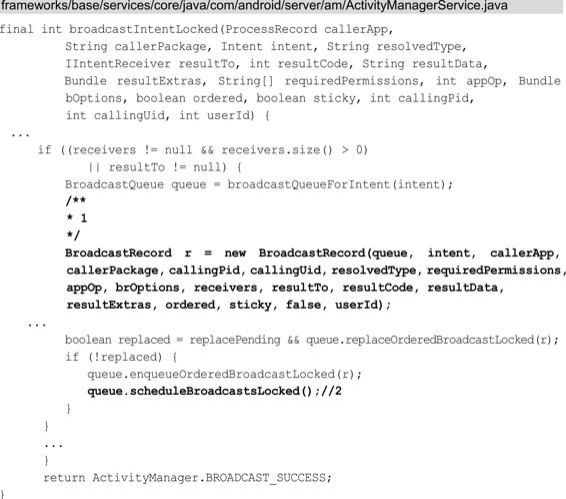 frameworks/base/services/core/java/com/android/server/am/ActivityManagerService.java
final int broadcastIntentLocked(ProcessRecord callerApp,
String callerPackage, Intent intent, String resolvedType,
IIntentReceiver resultTo, int resultCode, String resultData,
Bundle resultExtras, String[] requiredPermissions, int appOp, Bundle
bOptions, boolean ordered, boolean sticky, int callingPid,
int callingUid, int userId) {
...
if ((receivers != null && receivers.size() > 0)
|| resultTo != null) {
BroadcastQueue queue = broadcastQueueForIntent(intent);
/**
* 1
*/
BroadcastRecord r = new BroadcastRecord(queue, intent, callerApp,
callerPackage, callingPid, callingUid, resolvedType, requiredPermissions,
appOp, brOptions, receivers, resultTo, resultCode, resultData,
resultExtras, ordered, sticky, false, userId);
...
boolean replaced = replacePending && queue.replaceOrderedBroadcastLocked(r);
if (!replaced) {
queue.enqueueOrderedBroadcastLocked(r);
queue.scheduleBroadcastsLocked();//2
}
}
...
}
return ActivityManager.BROADCAST_SUCCESS;
}